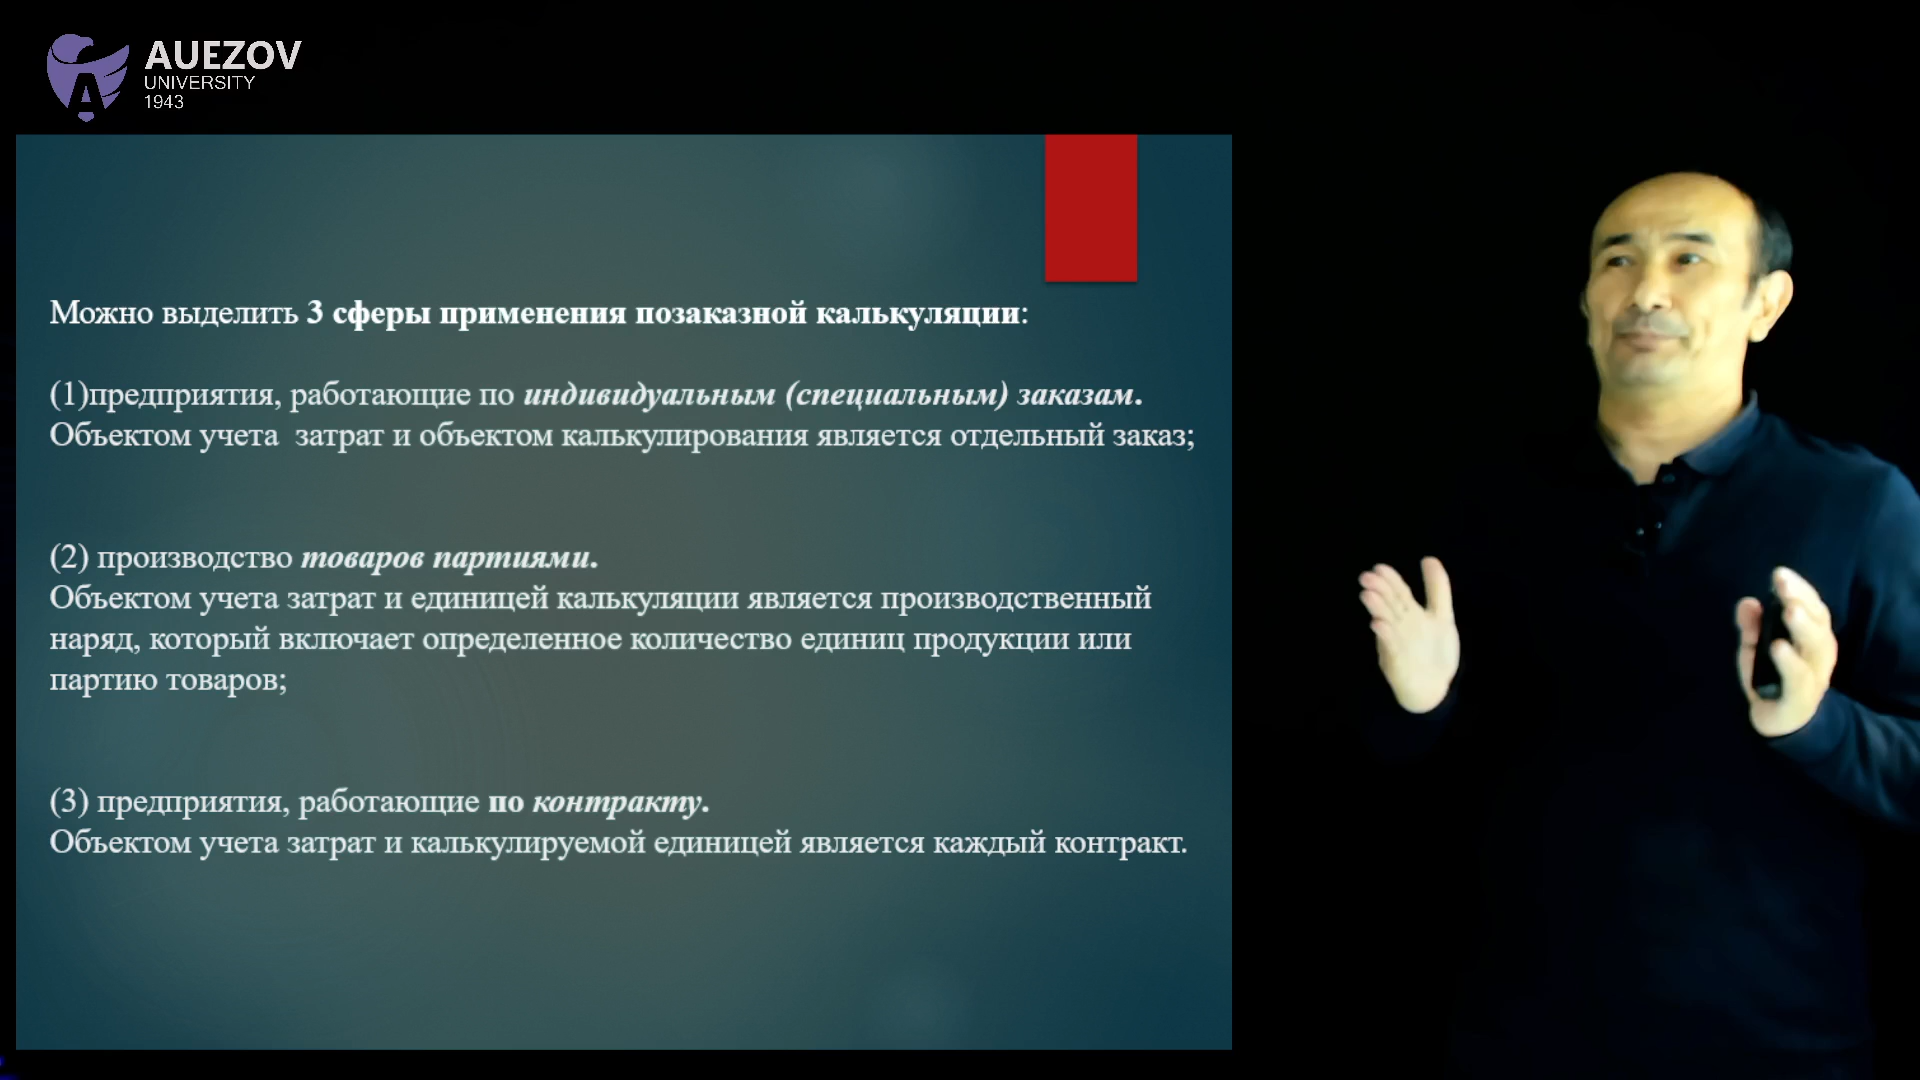 AUEZOV
UNIVERSITY
1943
Можно выделить 3 сферы применения позаказной калькуляции:
(1)предприятия, работающие по индивидуальным (специальным) заказам.
Объектом учета  затрат и объектом калькулирования является отдельный заказ;
(2) производство товаров партиями.
Объектом учета затрат и единицей калькуляции является производственный
наряд, который включает определенное количество единиц продукции или
партию товаров;
(3) предприятия, работающие по контракту.
Объектом учета затрат и калькулируемой единицей является каждый контракт.